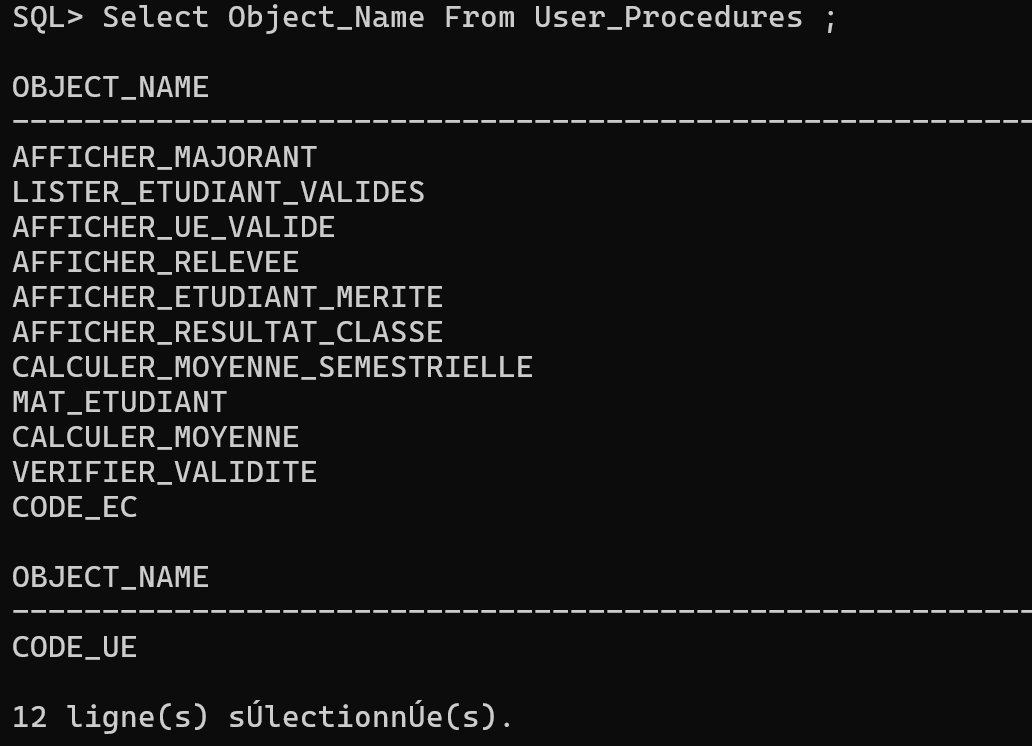 SQL> Select Object_Name From User_Procedures ;
OBJECT_NAME
---------------------------------------------------------
AFFICHER_MAJORANT
LISTER_ETUDIANT_VALIDES
AFFICHER_UE_VALIDE
AFFICHER_RELEVEE
AFFICHER_ETUDIANT_MERITE
AFFICHER_RESULTAT_CLASSE
CALCULER_MOYENNE_SEMESTRIELLE
MAT_ETUDIANT
CALCULER_MOYENNE
VERIFIER_VALIDITE
CODE_EC
OBJECT_NAME
---------------------------------------------------------
CODE_UE
12 ligne(s) sÚlectionnÚe(s).